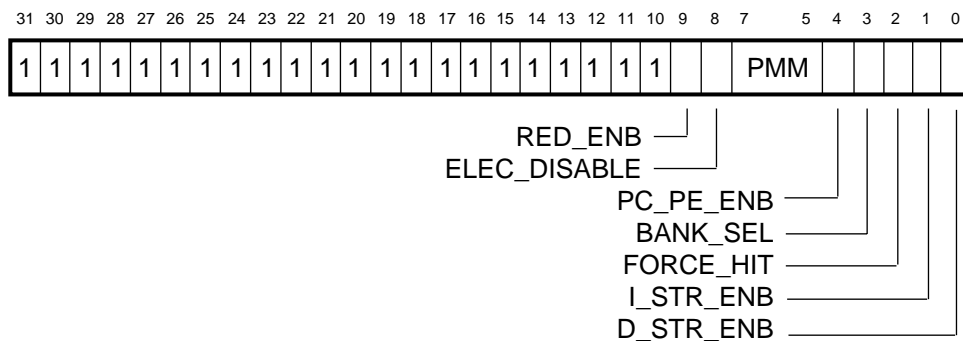 31 30 29 28 27 26 25 24 23 22 21 20 19 18 17 16 15 14 13 12 11 10 9 8 7 5 4 3 2 1 0
1 1 1 1 1 1 1 1 1 1 1 1 1 1 1 1 1 1 1 1 1 1 PMM
RED_ENB
ELEC_DISABLE
PC_PE_ENB
BANK_SEL
FORCE_HIT
I_STR_ENB
D_STR_ENB